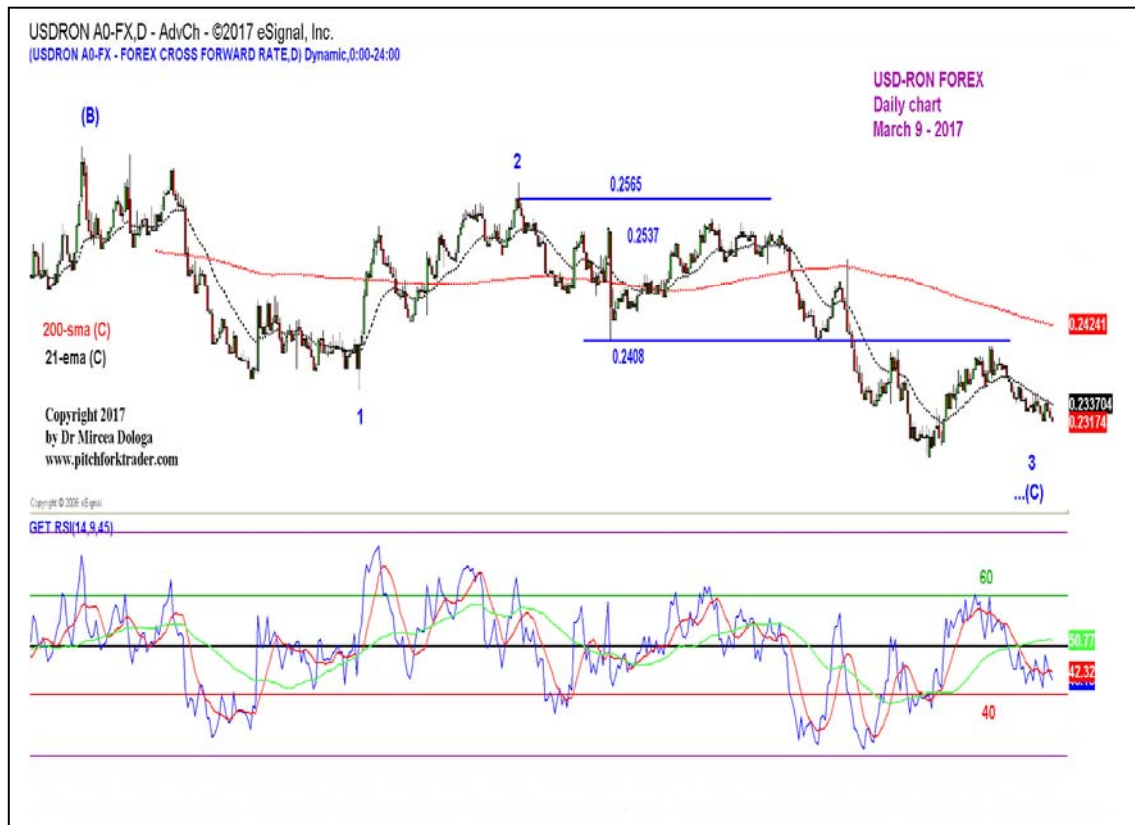 USDRON A0-FX,D - AdvCh - ©2017 eSignal, Inc.
(USDRON A0-FX - FOREX CROSS FORWARD RATE,D) Dynamic,0:00-24:00
USD-RON FOREX
Daily chart
March 9 - 2017
(B)
2
0.2565
0.2537
200-sma (C)
21-ema (C)
0.24241
0.2408
1
0.233704
0.23174
Copyright 2017
by Dr Mircea Dologa
www.pitchforktrader.com
3
...(C)
Copyright © 2006 eSignal.
GET RSI(14,9,45)
60
50.77
42.32
40